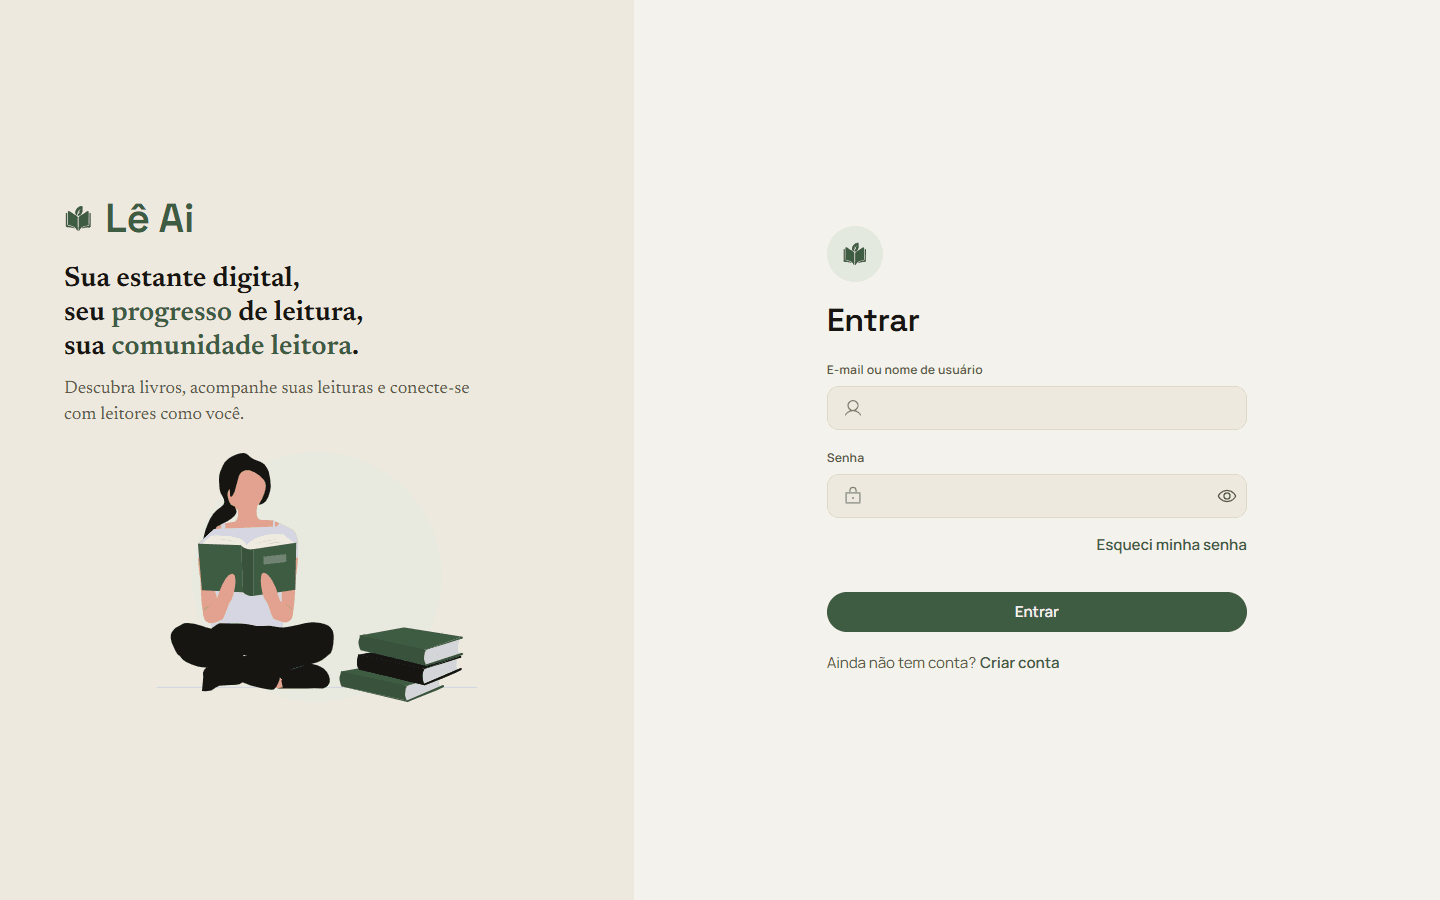 Lê Ai
Sua estante digital,
seu progresso de leitura,
sua comunidade leitora.
Descubra livros, acompanhe suas leituras e conecte-se
com leitores como você.
Entrar
E-mail ou nome de usuário
Senha
Esqueci minha senha
Entrar
Ainda não tem conta? Criar conta